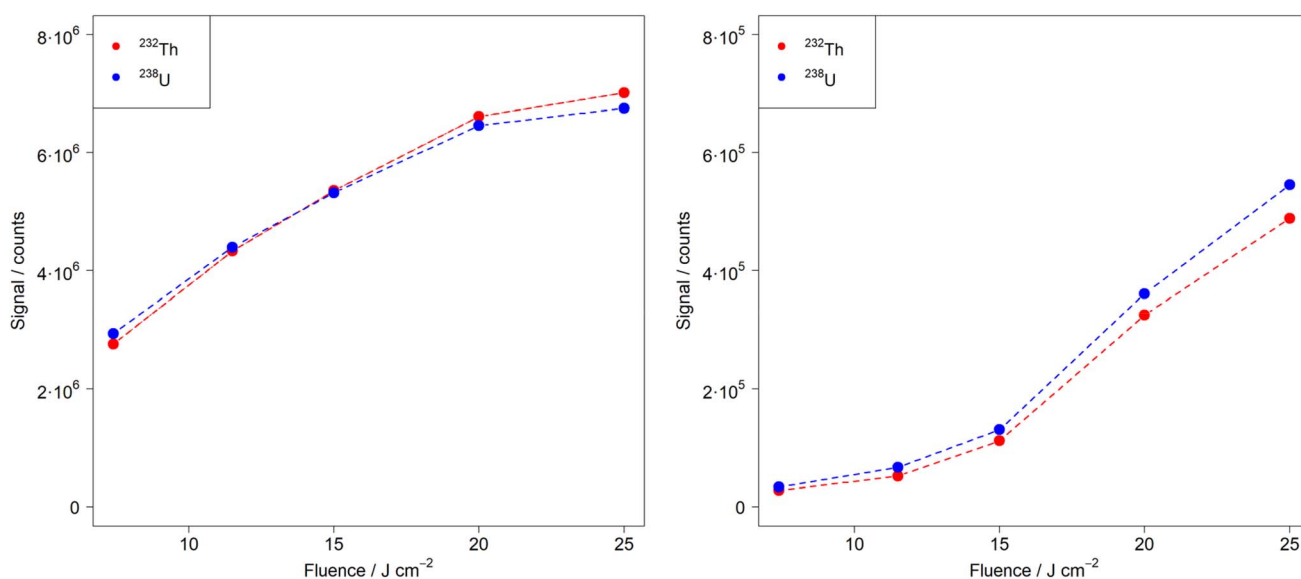 8·10⁶
6·10⁶
4·10⁶
2·10⁶
0
Signal / counts
²³²Th
²³⁸U
10
15
20
25
Fluence / J cm⁻²
8·10⁵
6·10⁵
4·10⁵
2·10⁵
0
Signal / counts
²³²Th
²³⁸U
10
15
20
25
Fluence / J cm⁻²